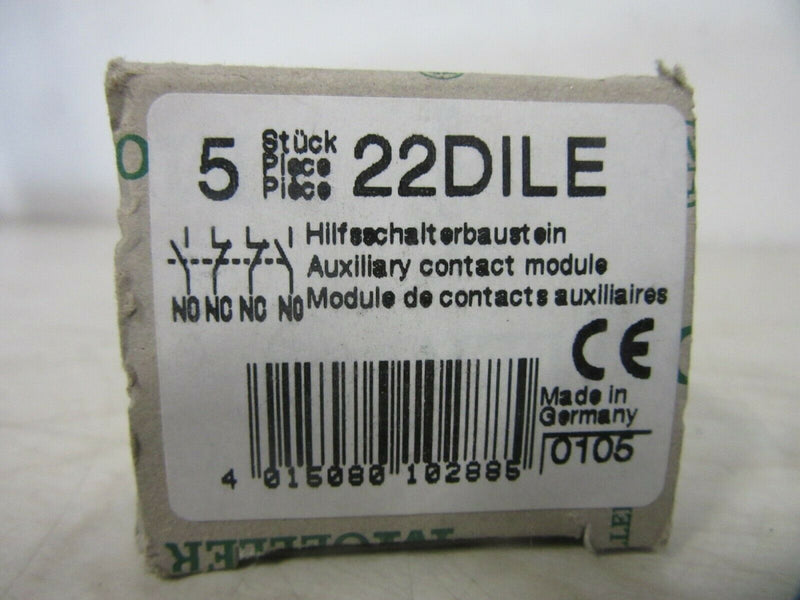 5 Stück
Piece
Pièce
22DILE
Hilfsschalterbaustein
Auxiliary contact module
Module de contacts auxiliaires
NO NC NC NO
CE
Made in
Germany
0105
4 015080 102885
MOELLER